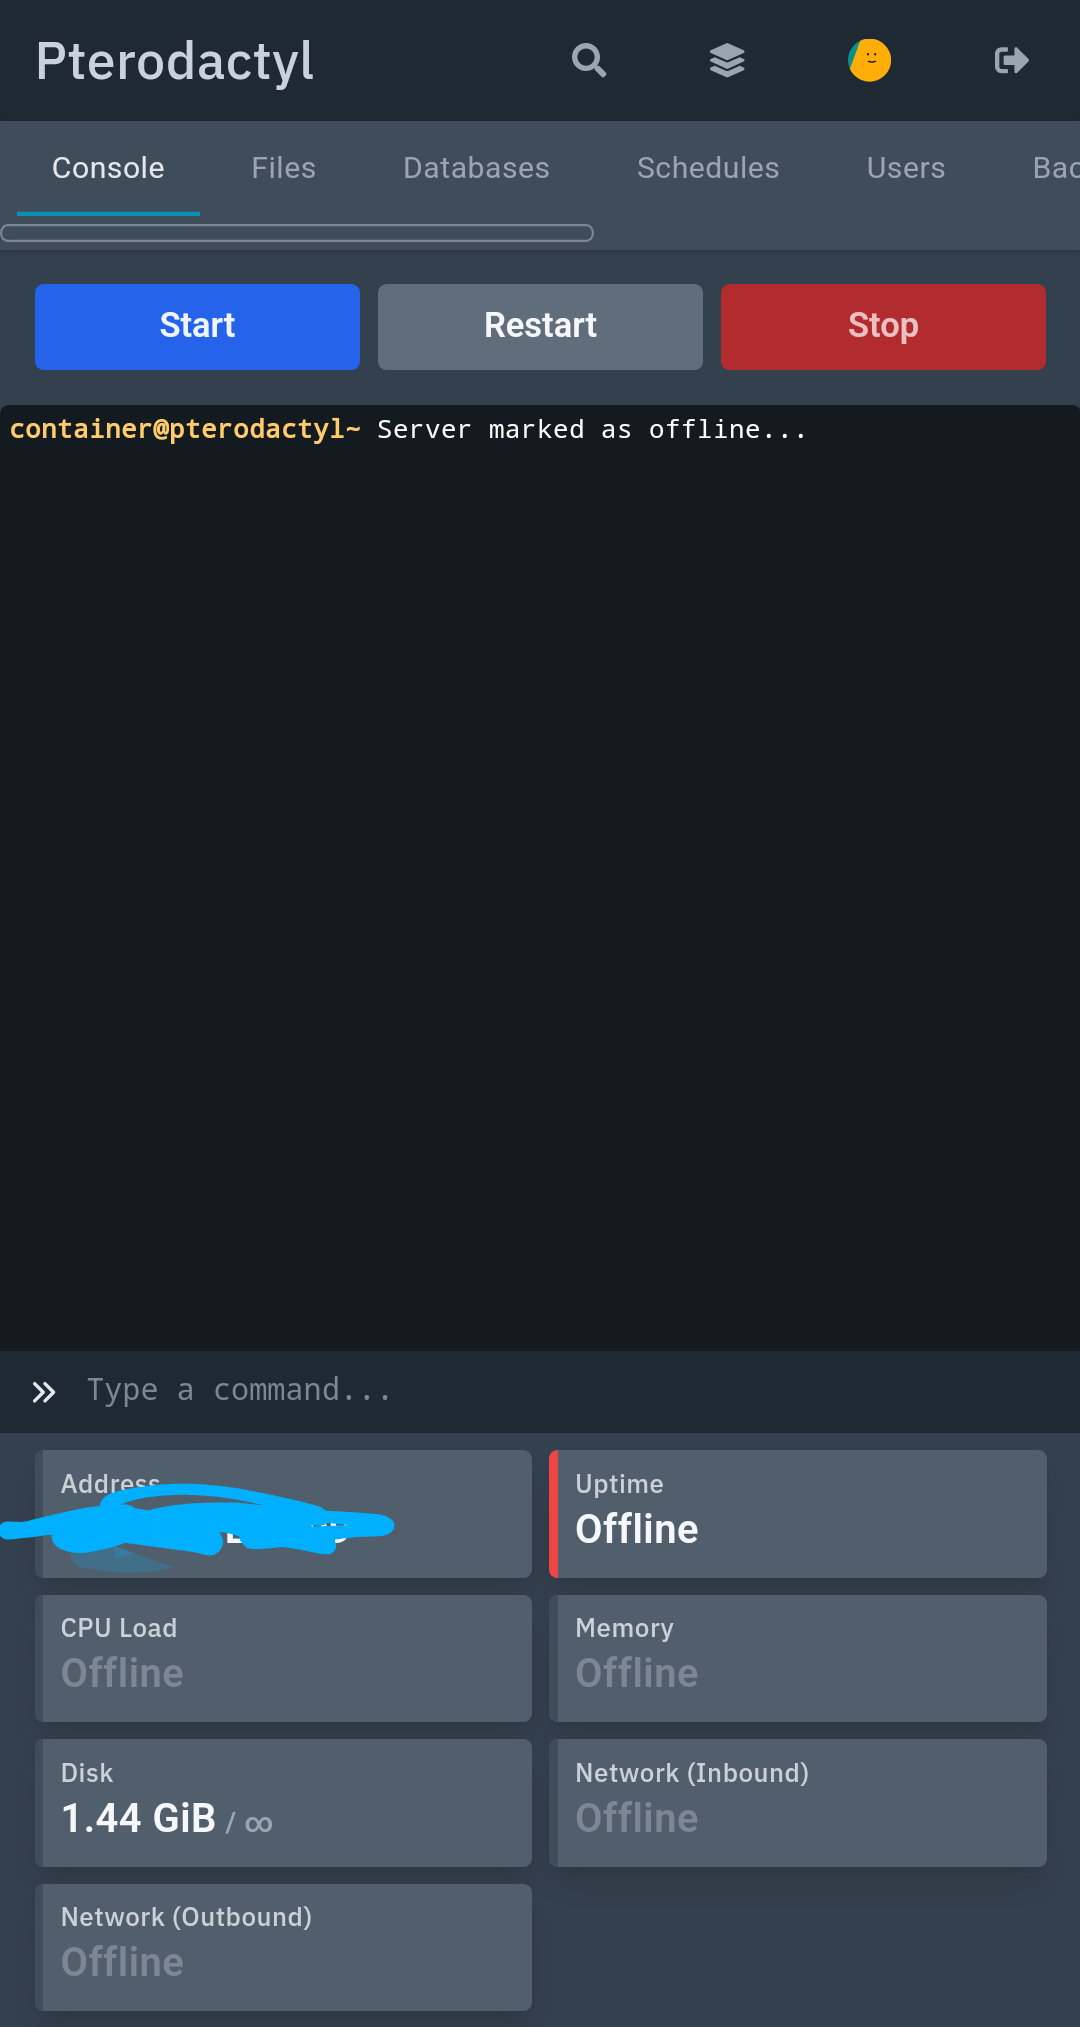 Pterodactyl
Console Files Databases Schedules Users Bac
Start Restart Stop
container@pterodactyl~ Server marked as offline...
Type a command...
Address
Uptime
Offline
CPU Load
Offline
Memory
Offline
Disk
1.44 GiB / ∞
Network (Inbound)
Offline
Network (Outbound)
Offline